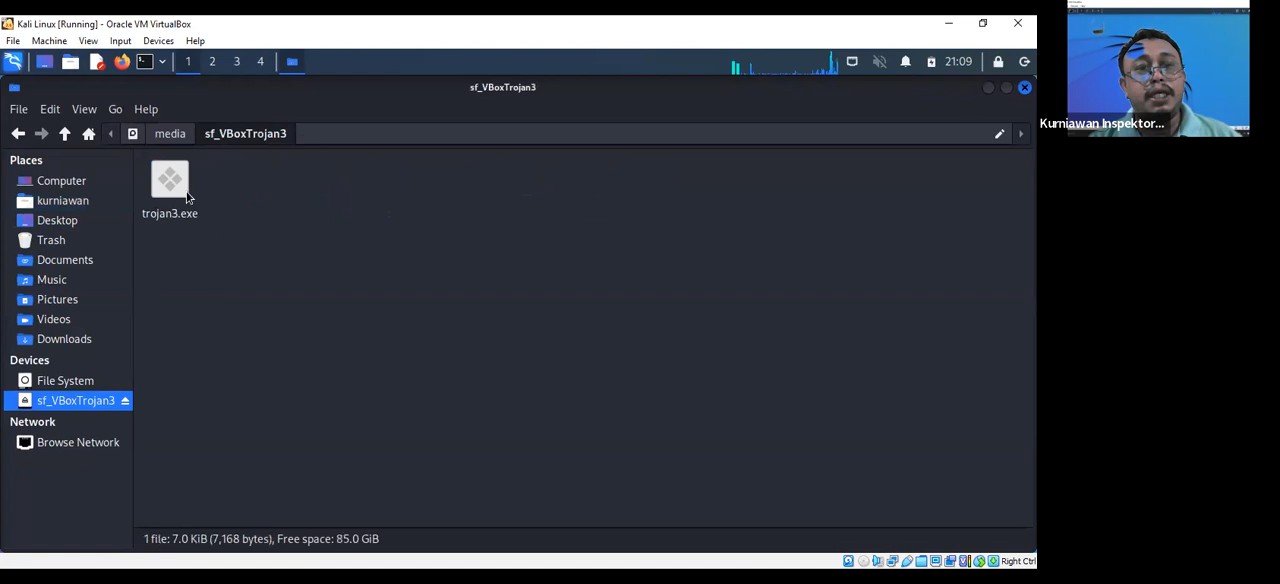 Kali Linux [Running] - Oracle VM VirtualBox
File Machine View Input Devices Help
1 2 3 4 21:09
sf_VBoxTrojan3
File Edit View Go Help
media sf_VBoxTrojan3
Places
Computer
kurniawan
Desktop
Trash
Documents
Music
Pictures
Videos
Downloads
Devices
File System
sf_VBoxTrojan3
Network
Browse Network
trojan3.exe
1 file: 7.0 KiB (7,168 bytes), Free space: 85.0 GiB
Right Ctrl
Kurniawan Inspektor...